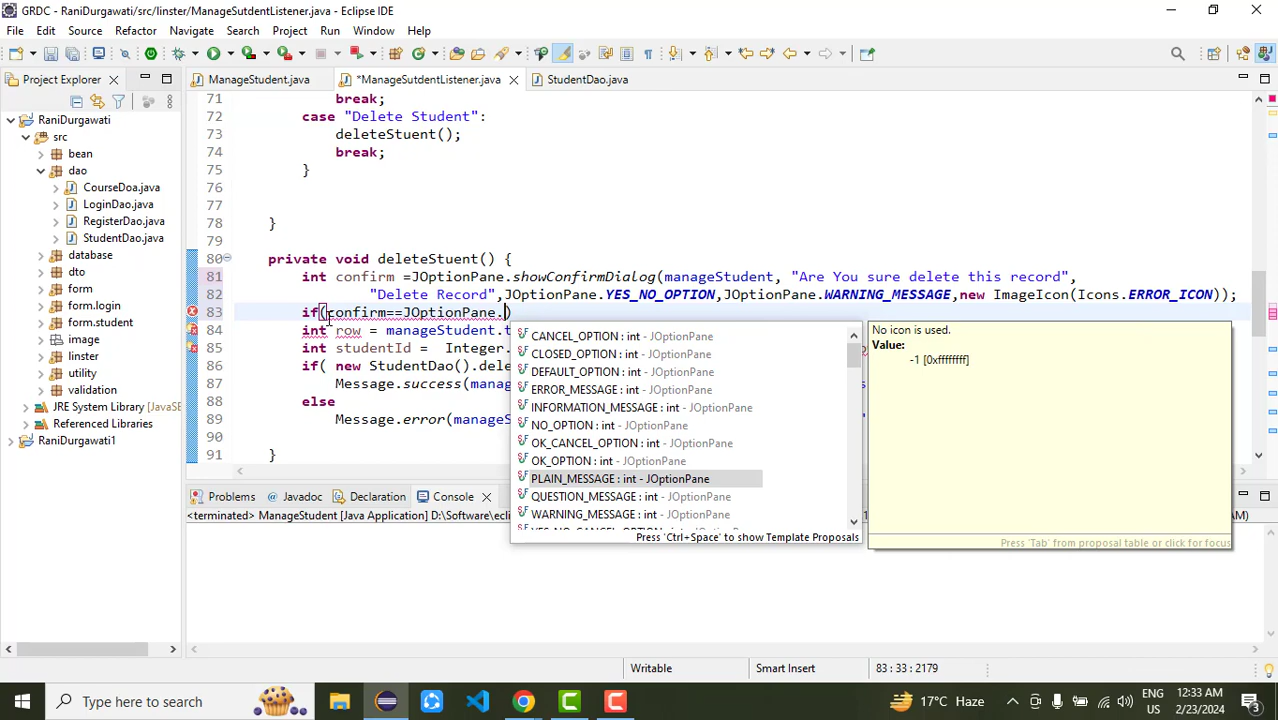 GRDC - RaniDurgawati/src/linster/ManageSutdentListener.java - Eclipse IDE
File Edit Source Refactor Navigate Search Project Run Window Help
Project Explorer
ManageStudent.java
*ManageSutdentListener.java
StudentDao.java
RaniDurgawati
src
bean
dao
CourseDoa.java
LoginDao.java
RegisterDao.java
StudentDao.java
database
dto
form
form.login
form.student
image
linster
utility
validation
JRE System Library [JavaSE
Referenced Libraries
RaniDurgawati1
71 break;
72 case "Delete Student":
73 deleteStuent();
74 break;
75 }
76
77
78 }
79
80 private void deleteStuent() {
81 int confirm =JOptionPane.showConfirmDialog(manageStudent, "Are You sure delete this record",
82 "Delete Record",JOptionPane.YES_NO_OPTION,JOptionPane.WARNING_MESSAGE,new ImageIcon(Icons.ERROR_ICON));
83 if(confirm==JOptionPane.)
84 int row = manageStudent.t
85 int studentId = Integer.
86 if( new StudentDao().dele
87 Message.success(manag
88 else
89 Message.error(manageS
90
91 }
CANCEL_OPTION : int - JOptionPane
CLOSED_OPTION : int - JOptionPane
DEFAULT_OPTION : int - JOptionPane
ERROR_MESSAGE : int - JOptionPane
INFORMATION_MESSAGE : int - JOptionPane
NO_OPTION : int - JOptionPane
OK_CANCEL_OPTION : int - JOptionPane
OK_OPTION : int - JOptionPane
PLAIN_MESSAGE : int - JOptionPane
QUESTION_MESSAGE : int - JOptionPane
WARNING_MESSAGE : int - JOptionPane
Press 'Ctrl+Space' to show Template Proposals
No icon is used.
Value:
-1 [0xffffffff]
Press 'Tab' from proposal table or click for focus
Problems Javadoc Declaration Console
<terminated> ManageStudent [Java Application] D:\Software\ecli
AM)
Writable Smart Insert 83 : 33 : 2179
Type here to search
17°C Haze
ENG
US
12:33 AM
2/23/2024
3